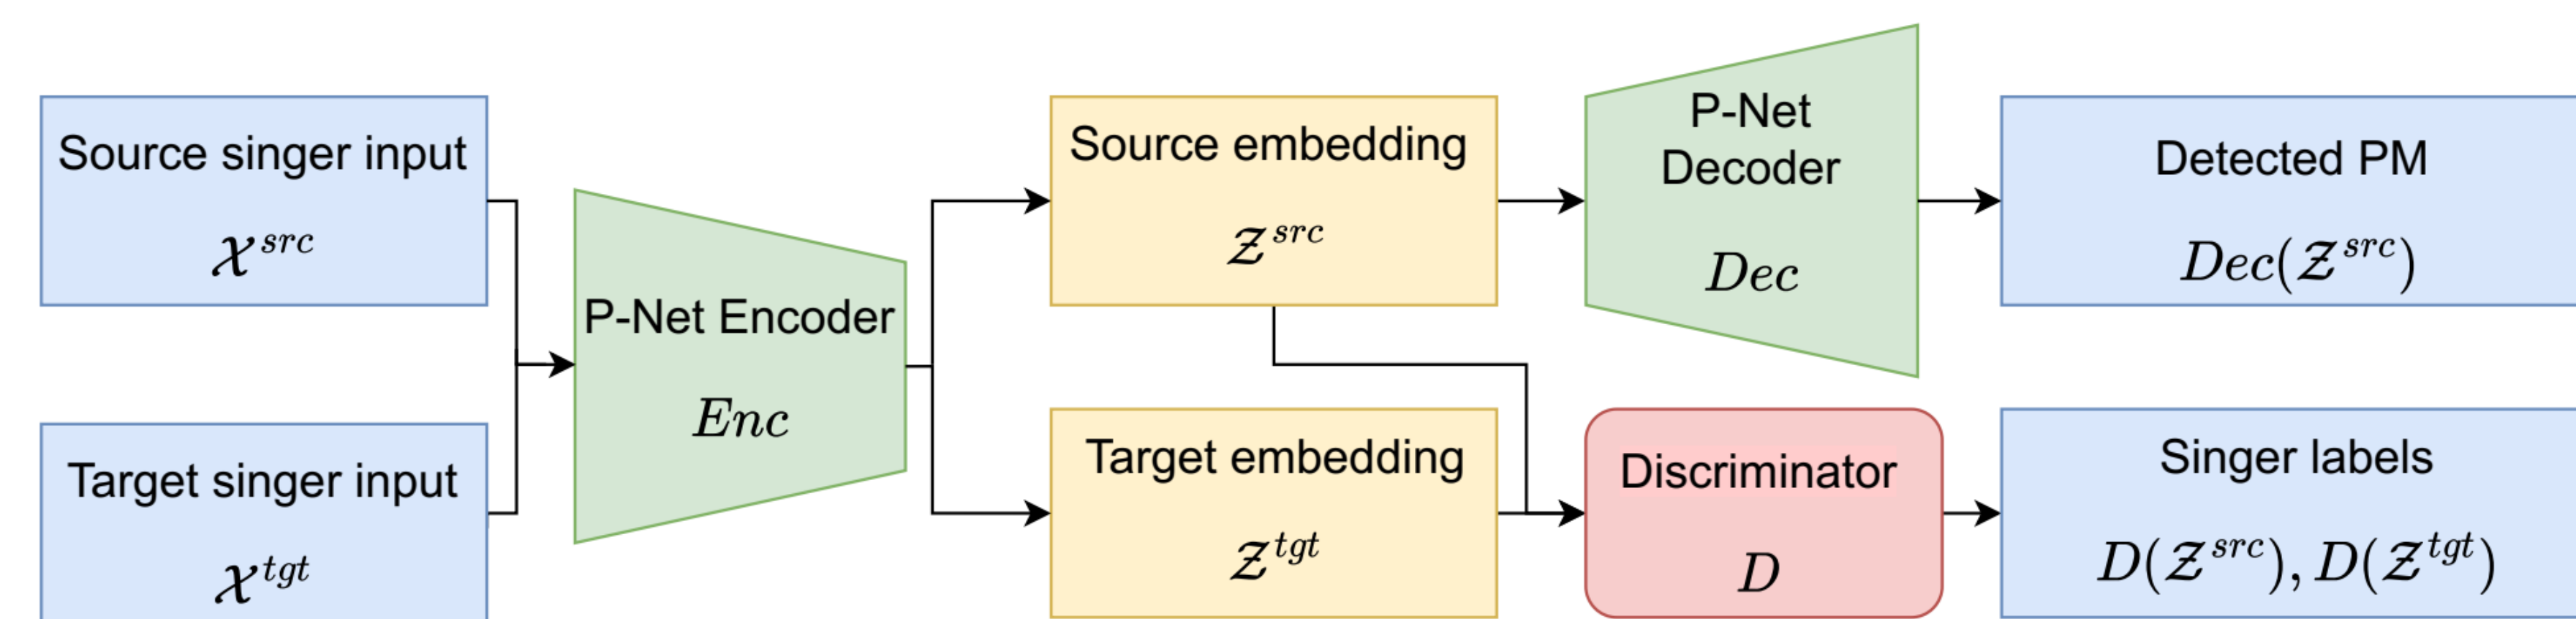 Source singer input
𝒳^{src}
Target singer input
𝒳^{tgt}
P-Net Encoder
Enc
Source embedding
𝒵^{src}
Target embedding
𝒵^{tgt}
P-Net
Decoder
Dec
Discriminator
D
Detected PM
Dec(𝒵^{src})
Singer labels
D(𝒵^{src}), D(𝒵^{tgt})